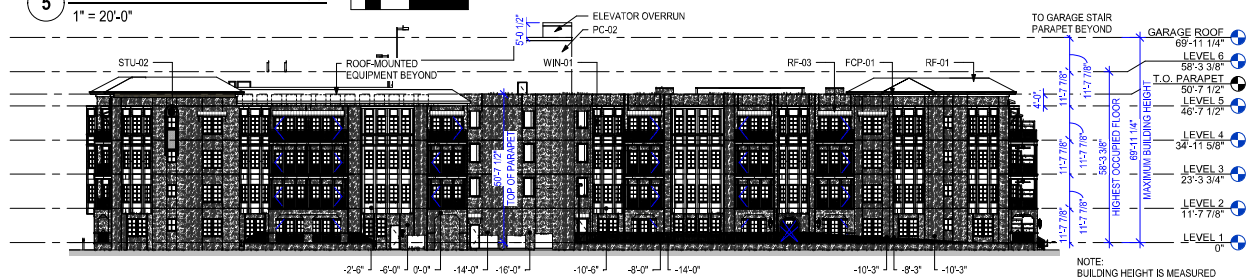 5
1" = 20'-0"
ELEVATOR OVERRUN
PC-02
5'-0 1/2"
STU-02
ROOF-MOUNTED
EQUIPMENT BEYOND
WIN-01
RF-03
FCP-01
RF-01
TO GARAGE STAIR
PARAPET BEYOND
GARAGE ROOF
69'-11 1/4"
LEVEL 6
58'-3 3/8"
T.O. PARAPET
50'-7 1/2"
LEVEL 5
46'-7 1/2"
LEVEL 4
34'-11 5/8"
LEVEL 3
23'-3 3/4"
LEVEL 2
11'-7 7/8"
LEVEL 1
0"
4'-0"
11'-7 7/8"
11'-7 7/8"
11'-7 7/8"
11'-7 7/8"
11'-7 7/8"
11'-7 7/8"
11'-7 7/8"
58'-3 3/8"
HIGHEST OCCUPIED FLOOR
69'-11 1/4"
MAXIMUM BUILDING HEIGHT
50'-7 1/2"
TOP OF PARAPET
-2'-6"
-6'-0"
0'-0"
-14'-0"
-16'-0"
-10'-6"
-8'-0"
-14'-0"
-10'-3"
-8'-3"
-10'-3"
NOTE:
BUILDING HEIGHT IS MEASURED